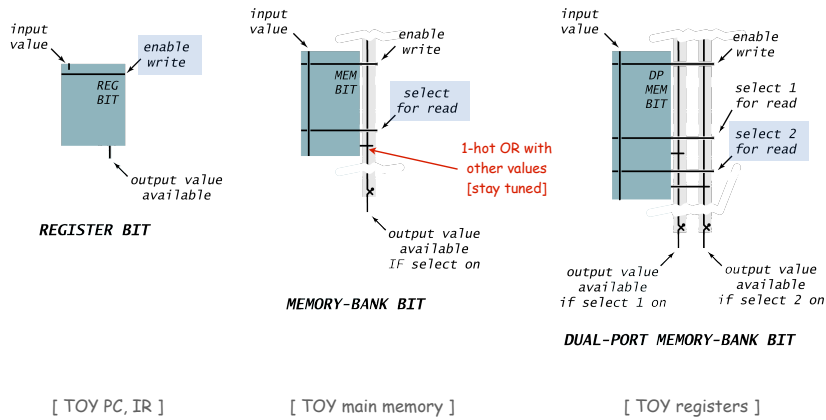 input
value
enable
write
REG
BIT
output value
available
REGISTER BIT
[ TOY PC, IR ]
input
value
enable
write
MEM
BIT
select
for read
1-hot OR with
other values
[stay tuned]
output value
available
IF select on
MEMORY-BANK BIT
[ TOY main memory ]
input
value
enable
write
DP
MEM
BIT
select 1
for read
select 2
for read
output value
available
if select 1 on
output value
available
if select 2 on
DUAL-PORT MEMORY-BANK BIT
[ TOY registers ]